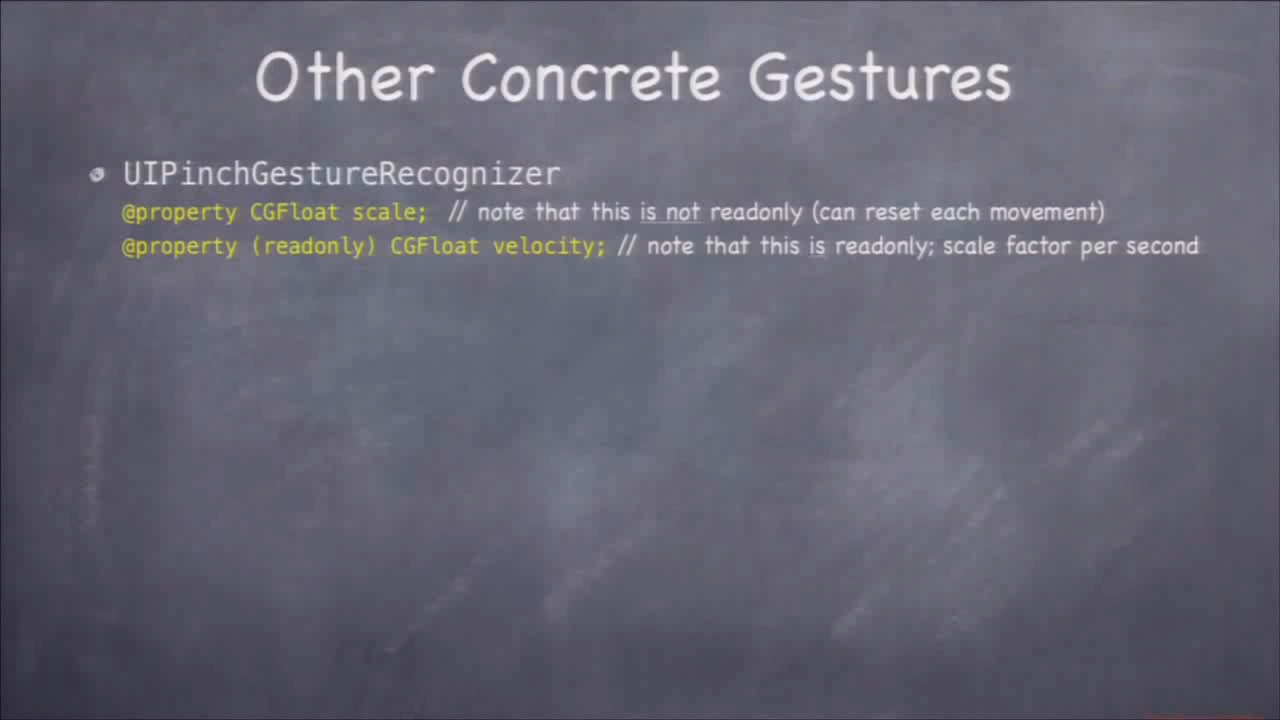 Other Concrete Gestures
UIPinchGestureRecognizer
@property CGFloat scale; // note that this is not readonly (can reset each movement)
@property (readonly) CGFloat velocity; // note that this is readonly; scale factor per second